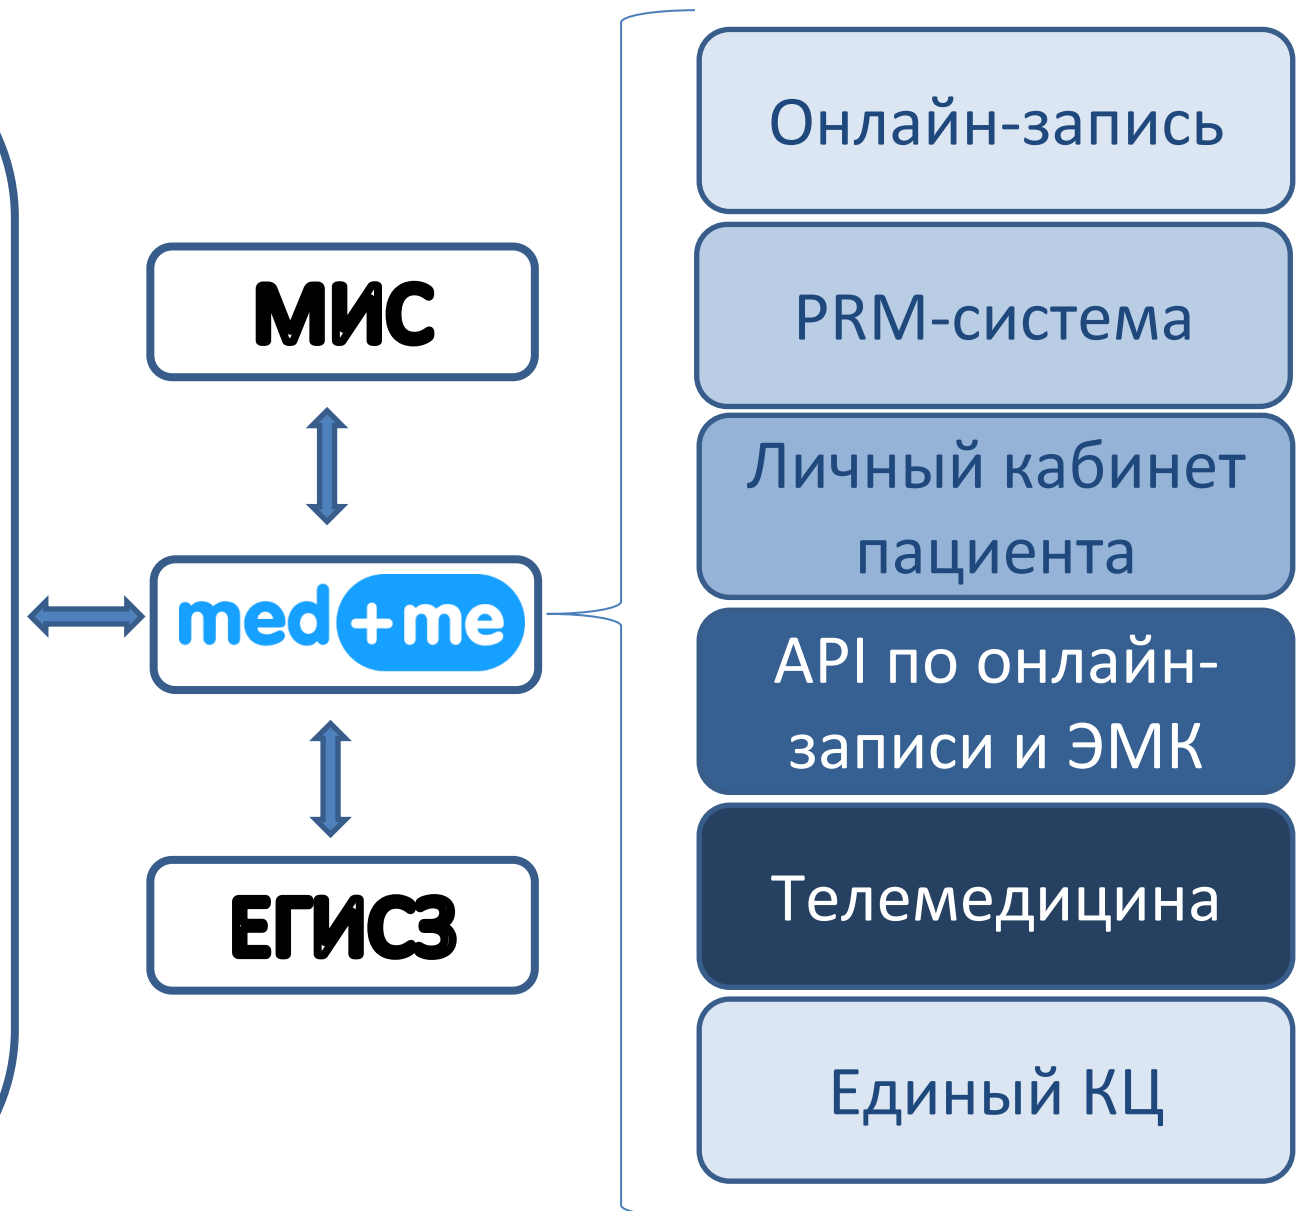 МИС
med+me
ЕГИСЗ
Онлайн-запись
PRM-система
Личный кабинет
пациента
API по онлайн-
записи и ЭМК
Телемедицина
Единый КЦ